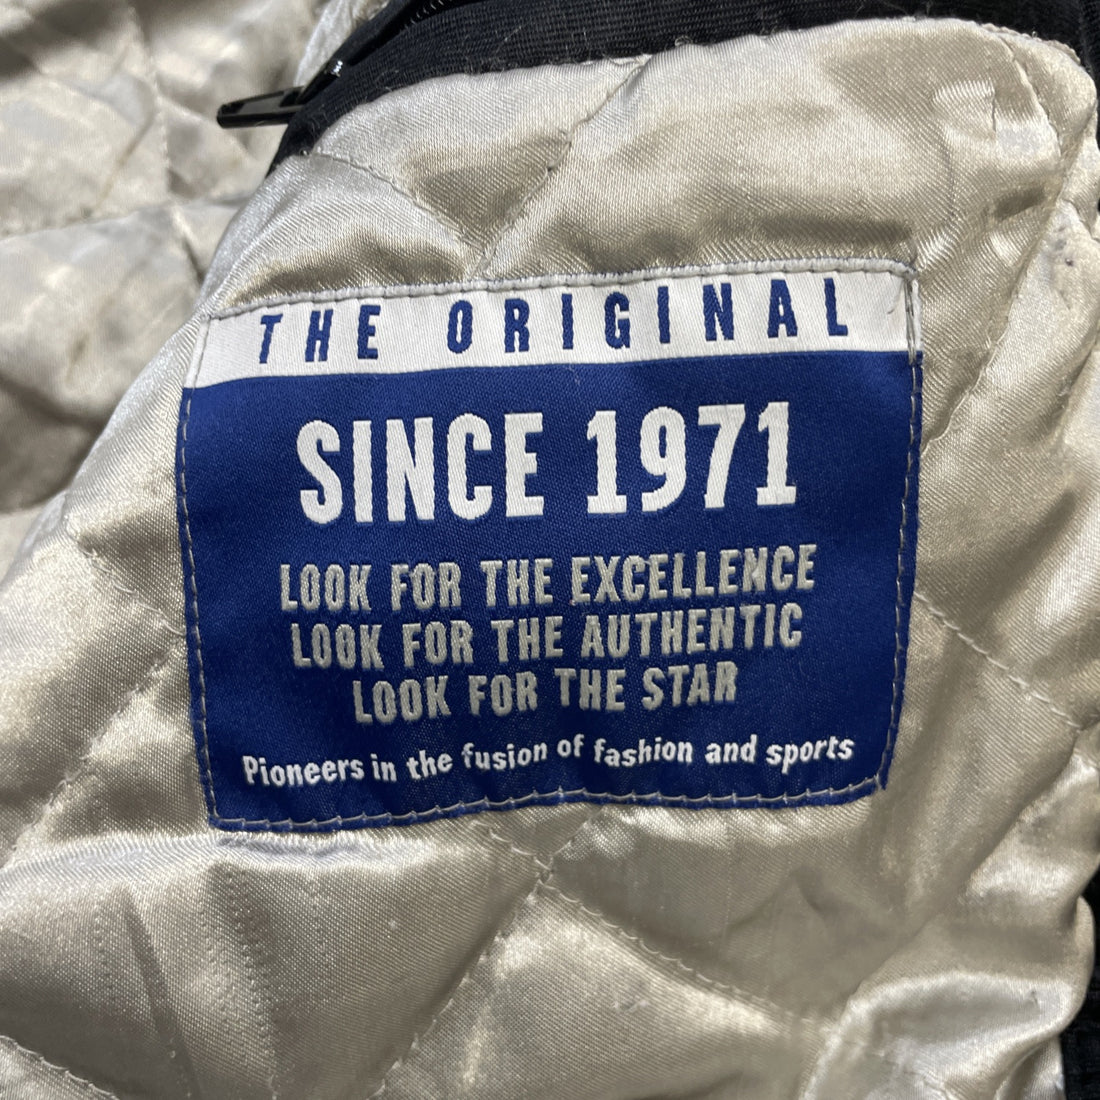 THE ORIGINAL
SINCE 1971
LOOK FOR THE EXCELLENCE
LOOK FOR THE AUTHENTIC
LOOK FOR THE STAR
Pioneers in the fusion of fashion and sports